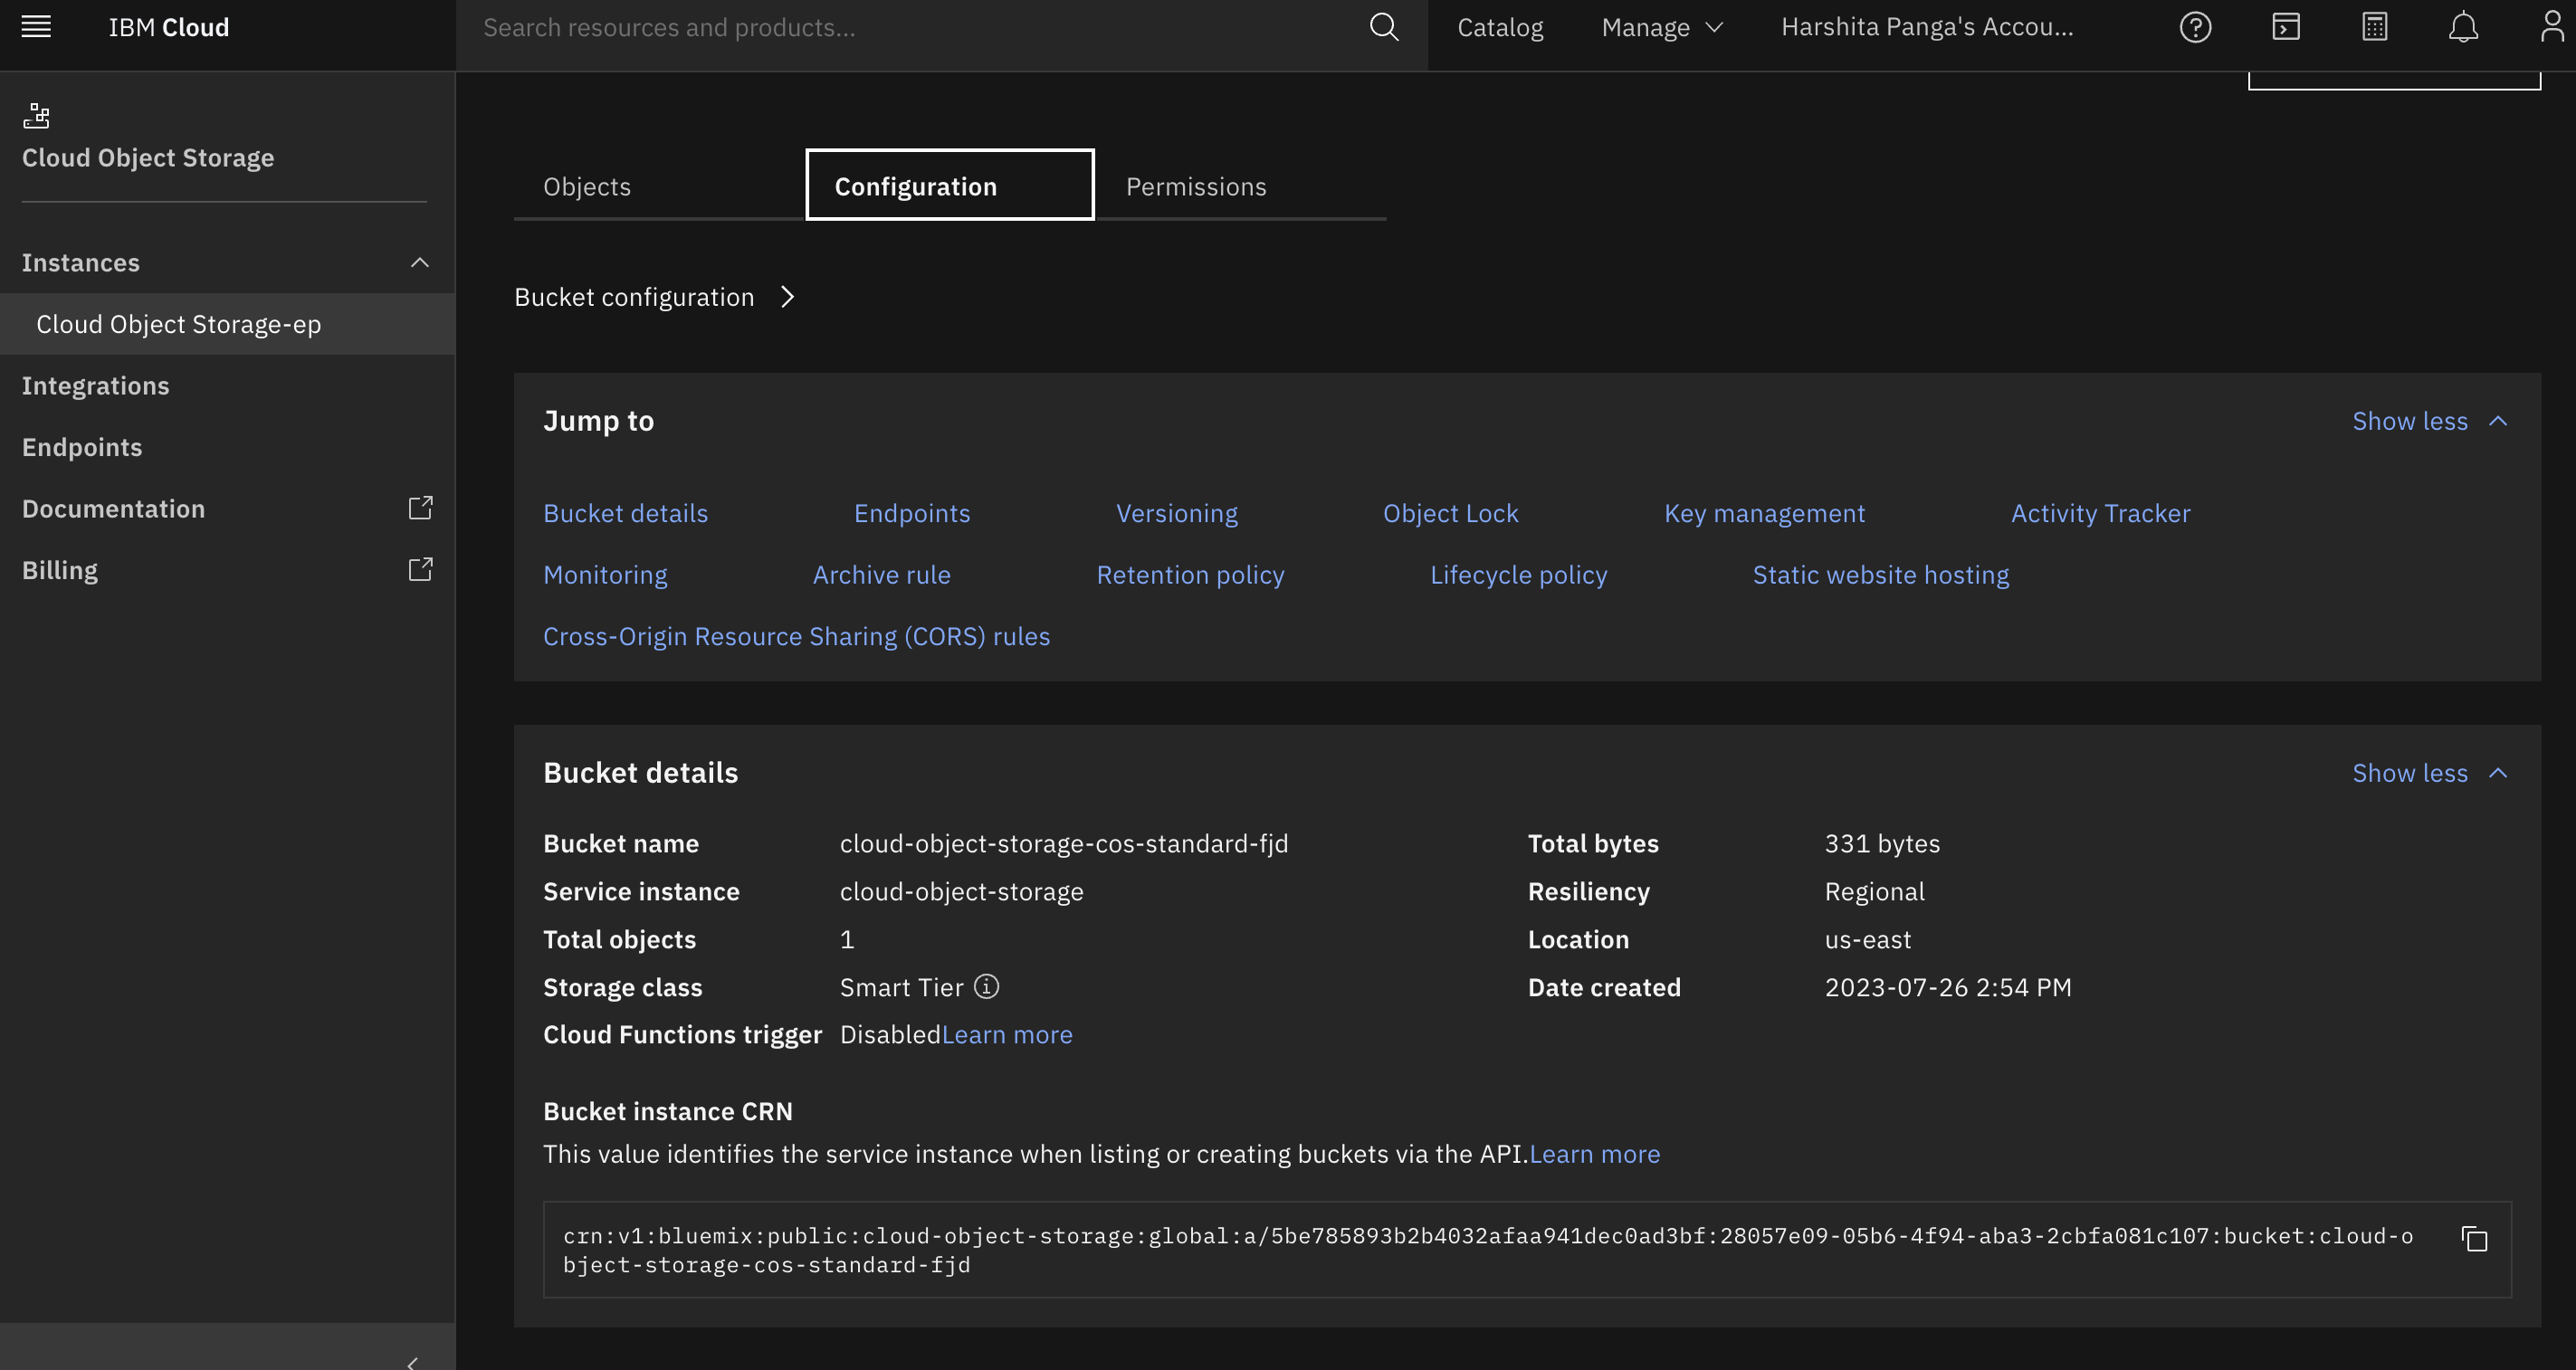 IBM Cloud
Search resources and products...
Catalog
Manage
Harshita Panga's Accou...
Cloud Object Storage
Instances
Cloud Object Storage-ep
Integrations
Endpoints
Documentation
Billing
Objects
Configuration
Permissions
Bucket configuration
Jump to
Show less
Bucket details Endpoints Versioning Object Lock Key management Activity Tracker
Monitoring Archive rule Retention policy Lifecycle policy Static website hosting
Cross-Origin Resource Sharing (CORS) rules
Bucket details
Show less
Bucket name cloud-object-storage-cos-standard-fjd
Service instance cloud-object-storage
Total objects 1
Storage class Smart Tier
Cloud Functions trigger DisabledLearn more
Total bytes 331 bytes
Resiliency Regional
Location us-east
Date created 2023-07-26 2:54 PM
Bucket instance CRN
This value identifies the service instance when listing or creating buckets via the API.Learn more
crn:v1:bluemix:public:cloud-object-storage:global:a/5be785893b2b4032afaa941dec0ad3bf:28057e09-05b6-4f94-aba3-2cbfa081c107:bucket:cloud-o
bject-storage-cos-standard-fjd